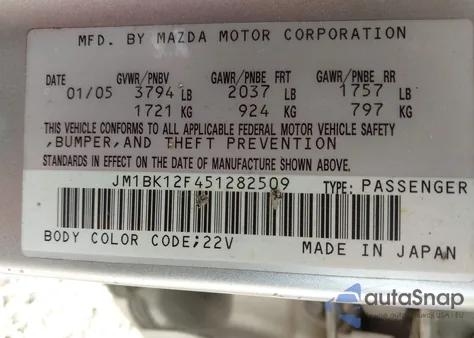 MFD. BY MAZDA MOTOR CORPORATION
DATE GVWR/PNBV GAWR/PNBE FRT GAWR/PNBE RR
01/05 3794 LB 2037 LB 1757 LB
1721 KG 924 KG 797 KG
THIS VEHICLE CONFORMS TO ALL APPLICABLE FEDERAL MOTOR VEHICLE SAFETY
,BUMPER,AND THEFT PREVENTION
STANDARDS IN EFFECT ON THE DATE OF MANUFACTURE SHOWN ABOVE.
JM1BK12F451282509 TYPE: PASSENGER
BODY COLOR CODE;22V MADE IN JAPAN
autoSnap